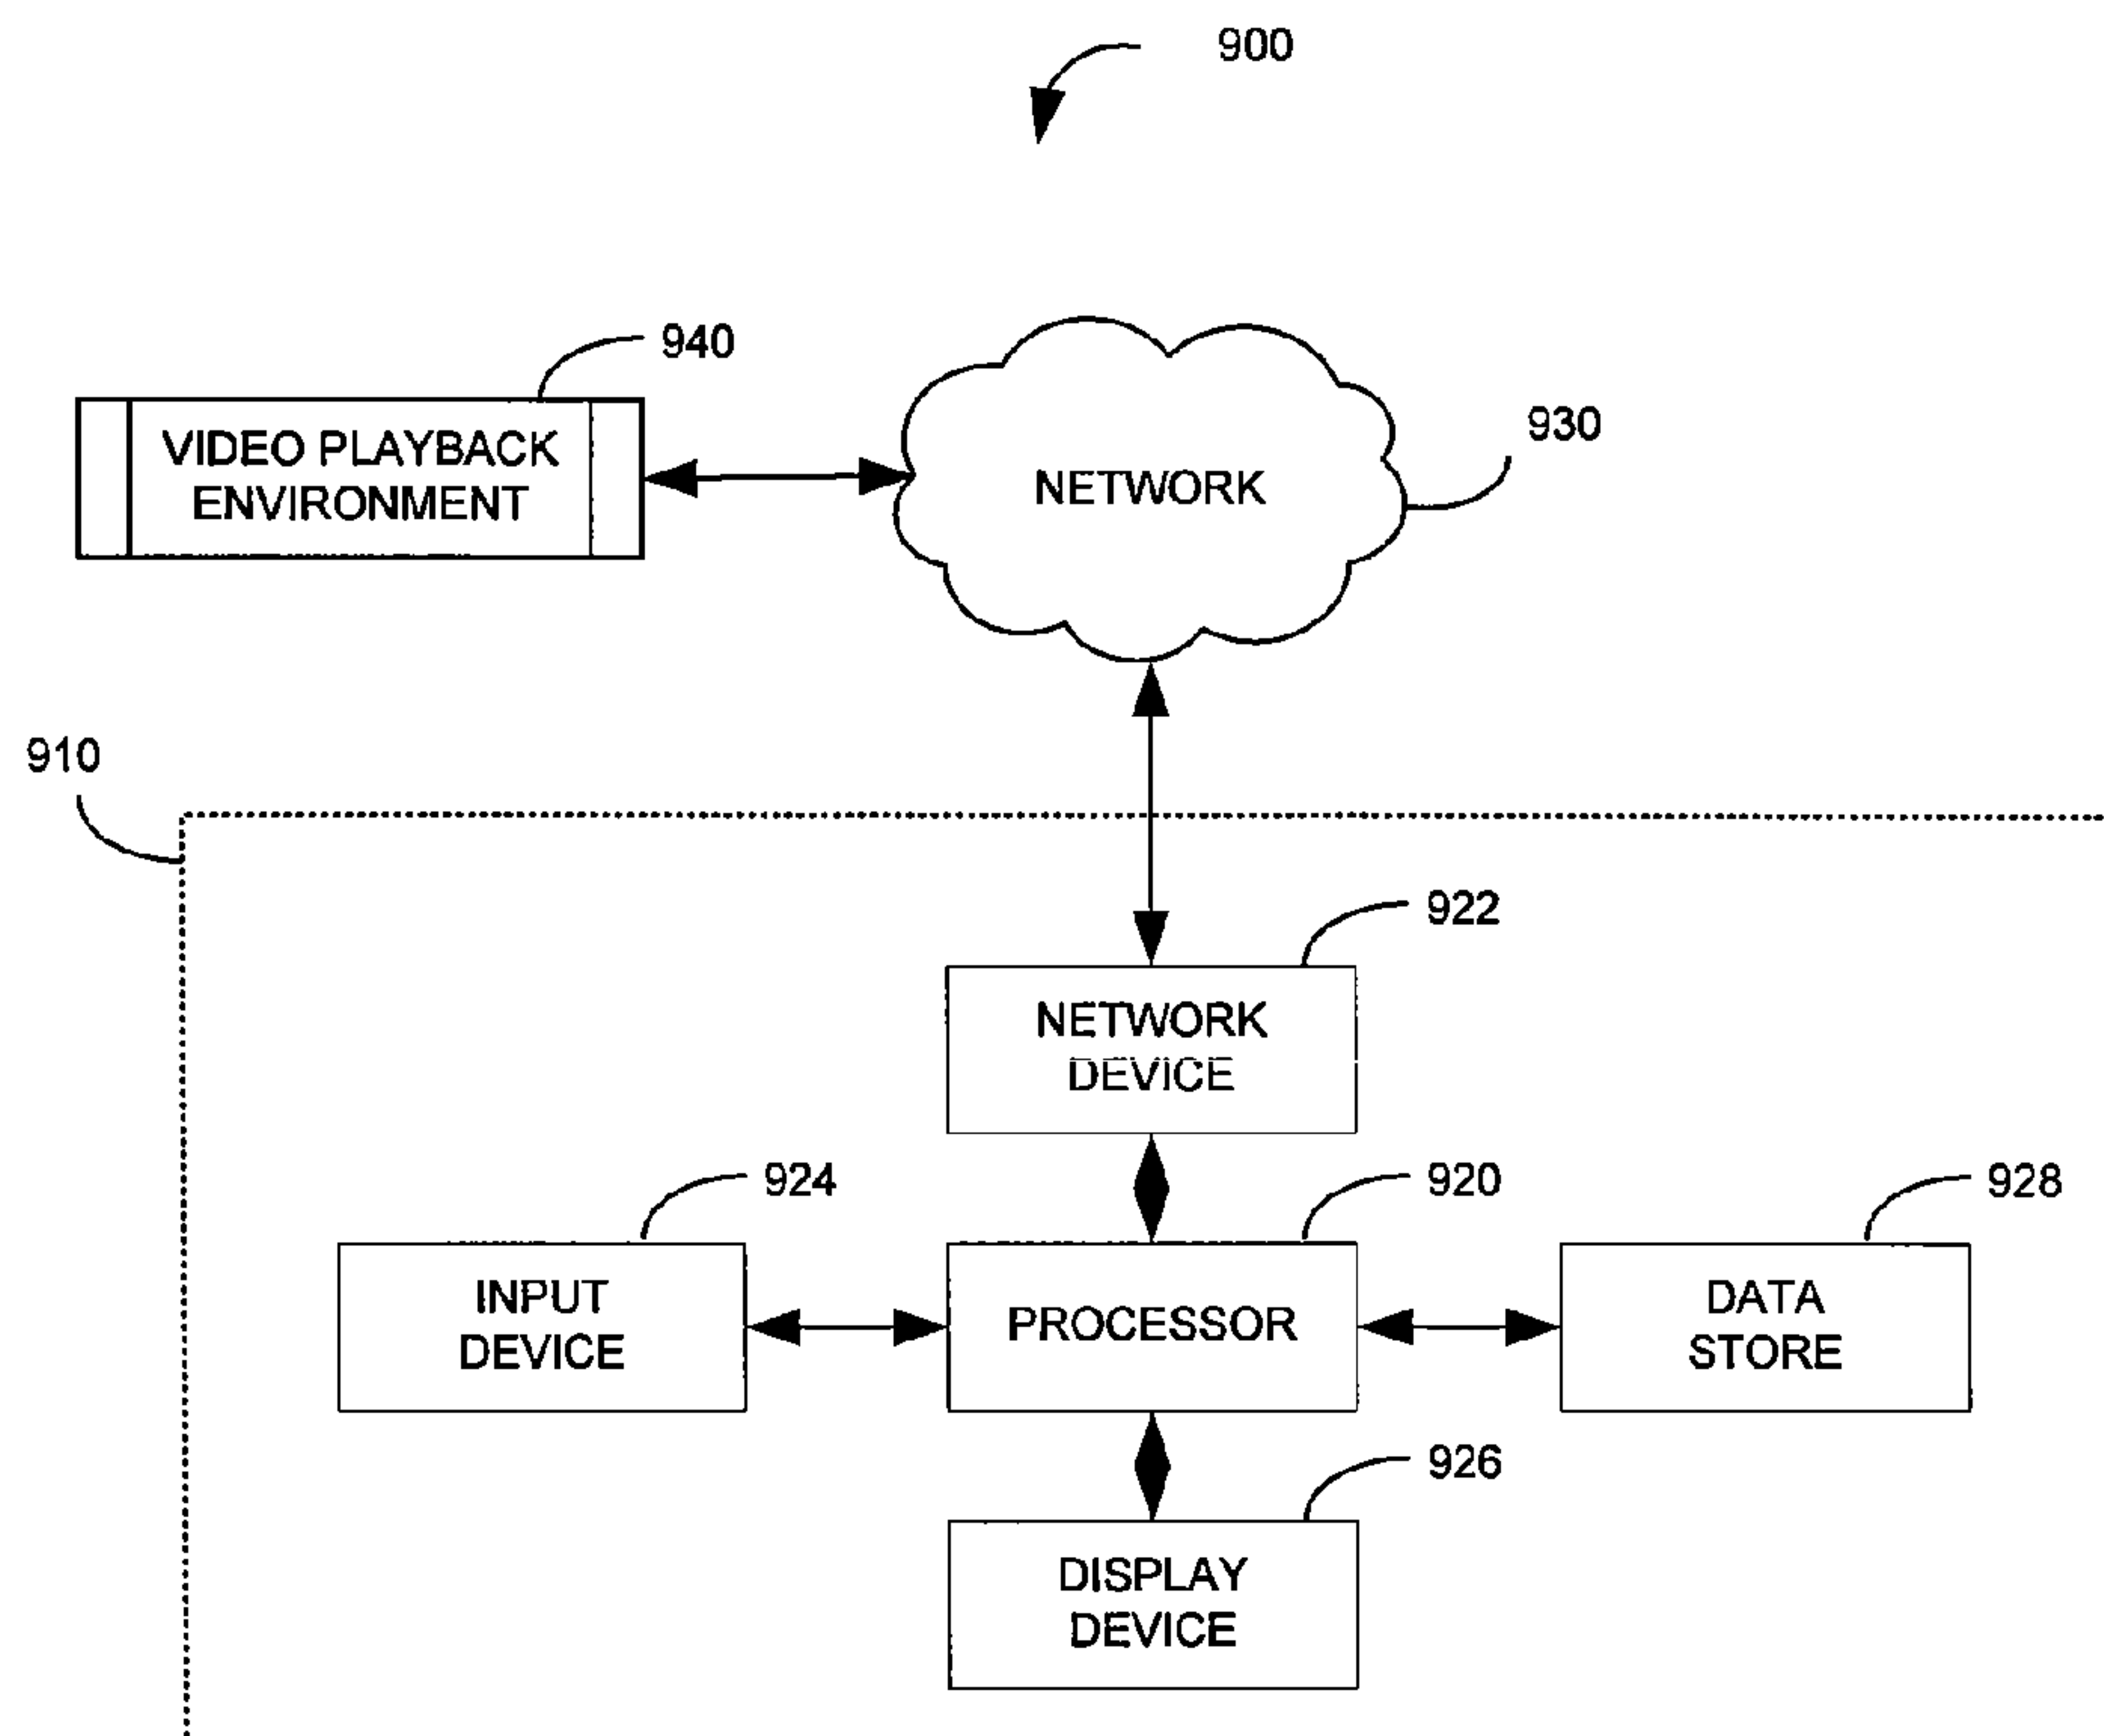 900
940
VIDEO PLAYBACK
ENVIRONMENT
930
NETWORK
910
922
NETWORK
DEVICE
924
920
928
INPUT
DEVICE
PROCESSOR
DATA
STORE
926
DISPLAY
DEVICE